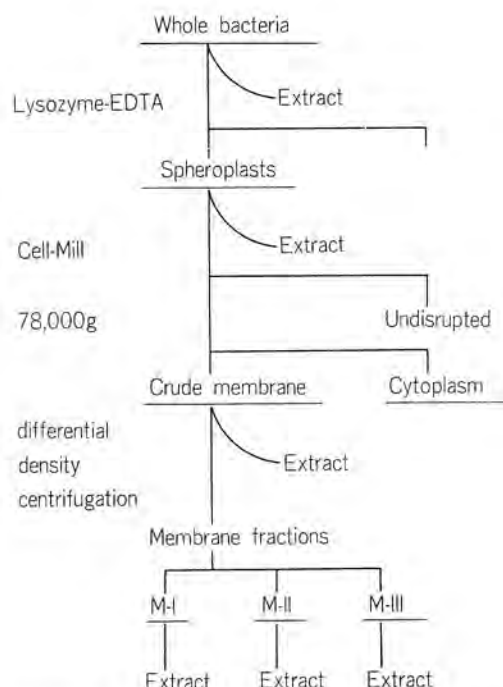 Whole bacteria
Extract
Lysozyme-EDTA
Spheroplasts
Extract
Cell-Mill
78,000g
Undisrupted
Crude membrane
Cytoplasm
differential
density
centrifugation
Extract
Membrane fractions
M-I
M-II
M-III
Extract
Extract
Extract